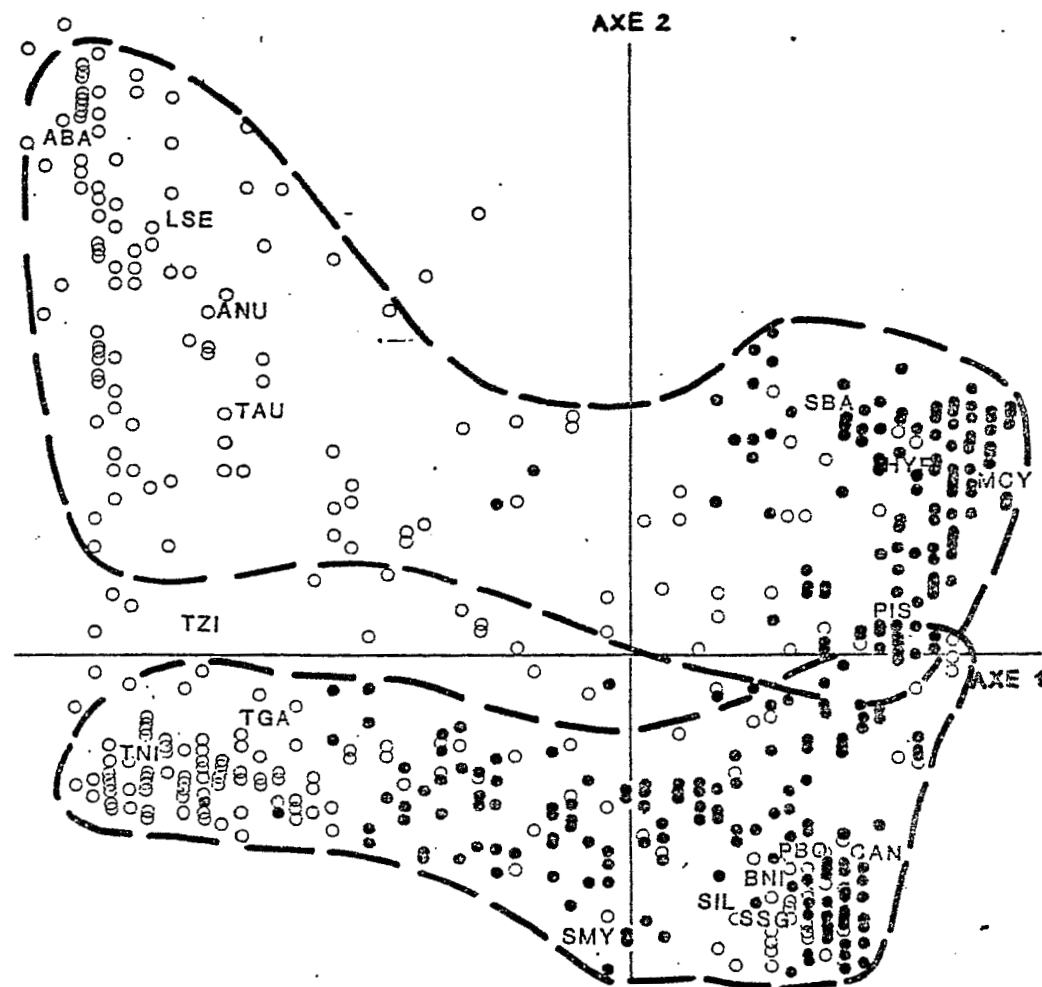 AXE 2
ABA
LSE
ANU
TAU
SBA
MCY
PIS
TZI
AXE 1
TGA
TNI
PBO CAN
BNI
SIL
SSG
SMY